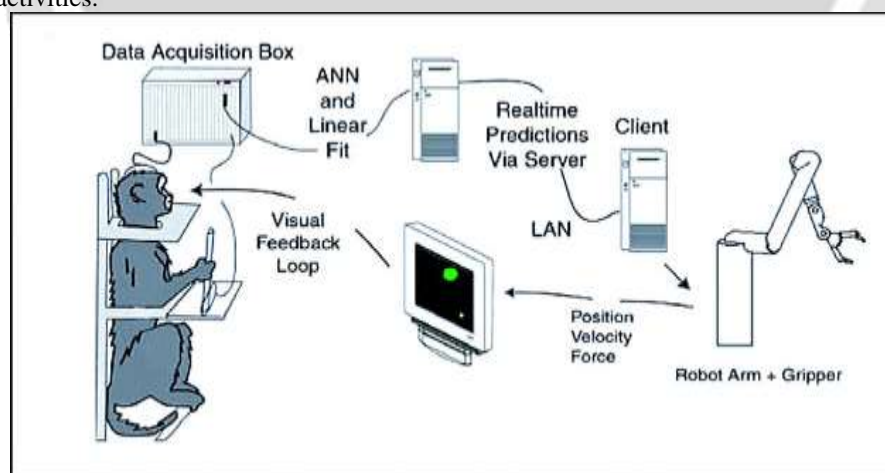 activities.
Data Acquisition Box
ANN
and
Linear
Fit
Realtime
Predictions
Via Server
Client
LAN
Visual
Feedback
Loop
Position
Velocity
Force
Robot Arm + Gripper